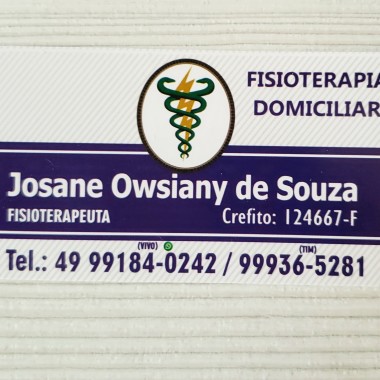 FISIOTERAPIA
DOMICILIAR
Josane Owsiany de Souza
FISIOTERAPEUTA Crefito: 124667-F
(VIVO) (TIM)
Tel.: 49 99184-0242 / 99936-5281